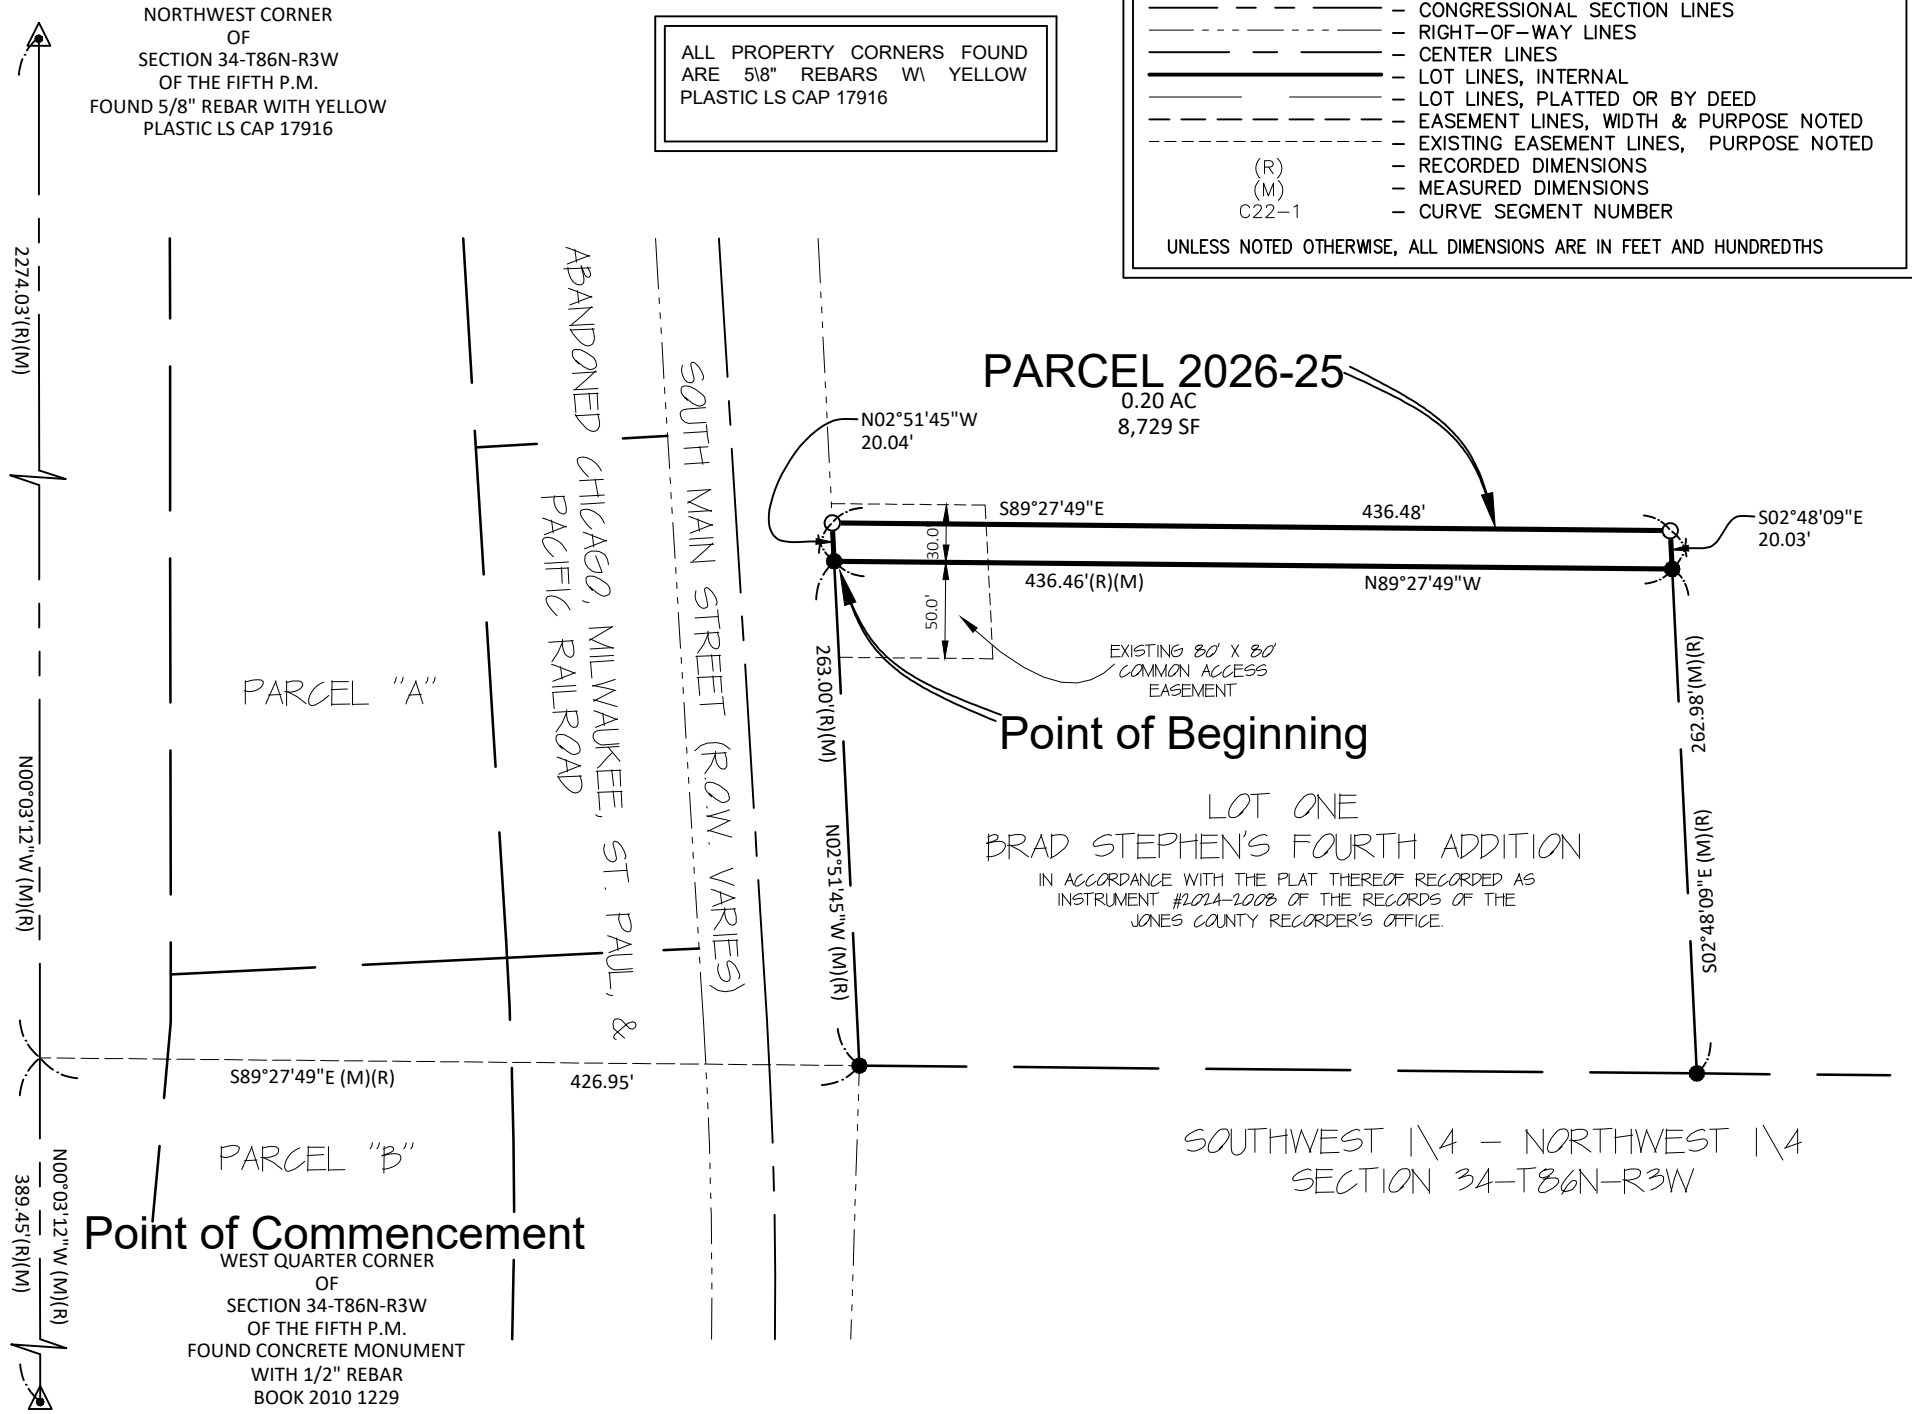 NORTHWEST CORNER
OF
SECTION 34-T86N-R3W
OF THE FIFTH P.M.
FOUND 5/8" REBAR WITH YELLOW
PLASTIC LS CAP 17916
ALL PROPERTY CORNERS FOUND
ARE 5\8" REBARS W\ YELLOW
PLASTIC LS CAP 17916
– CONGRESSIONAL SECTION LINES
– RIGHT–OF–WAY LINES
– CENTER LINES
– LOT LINES, INTERNAL
– LOT LINES, PLATTED OR BY DEED
– EASEMENT LINES, WIDTH & PURPOSE NOTED
– EXISTING EASEMENT LINES, PURPOSE NOTED
(R) – RECORDED DIMENSIONS
(M) – MEASURED DIMENSIONS
C22–1 – CURVE SEGMENT NUMBER
UNLESS NOTED OTHERWISE, ALL DIMENSIONS ARE IN FEET AND HUNDREDTHS
2274.03'(R)(M)
N00°03'12"W (M)(R)
ABANDONED CHICAGO, MILWAUKEE, ST. PAUL, &
PACIFIC RAILROAD
SOUTH MAIN STREET (R.O.W. VARIES)
PARCEL 2026-25
0.20 AC
8,729 SF
N02°51'45"W
20.04'
S89°27'49"E 436.48'
S02°48'09"E
20.03'
30.0'
436.46'(R)(M) N89°27'49"W
50.0'
EXISTING 80' X 80'
COMMON ACCESS
EASEMENT
263.00'(R)(M)
N02°51'45"W (M)(R)
262.98'(M)(R)
S02°48'09"E (M)(R)
PARCEL "A"
Point of Beginning
LOT ONE
BRAD STEPHEN'S FOURTH ADDITION
IN ACCORDANCE WITH THE PLAT THEREOF RECORDED AS
INSTRUMENT #2024-2008 OF THE RECORDS OF THE
JONES COUNTY RECORDER'S OFFICE.
S89°27'49"E (M)(R) 426.95'
PARCEL "B"
SOUTHWEST 1\4 – NORTHWEST 1\4
SECTION 34–T86N–R3W
N00°03'12"W (M)(R)
389.45'(R)(M)
Point of Commencement
WEST QUARTER CORNER
OF
SECTION 34-T86N-R3W
OF THE FIFTH P.M.
FOUND CONCRETE MONUMENT
WITH 1/2" REBAR
BOOK 2010 1229